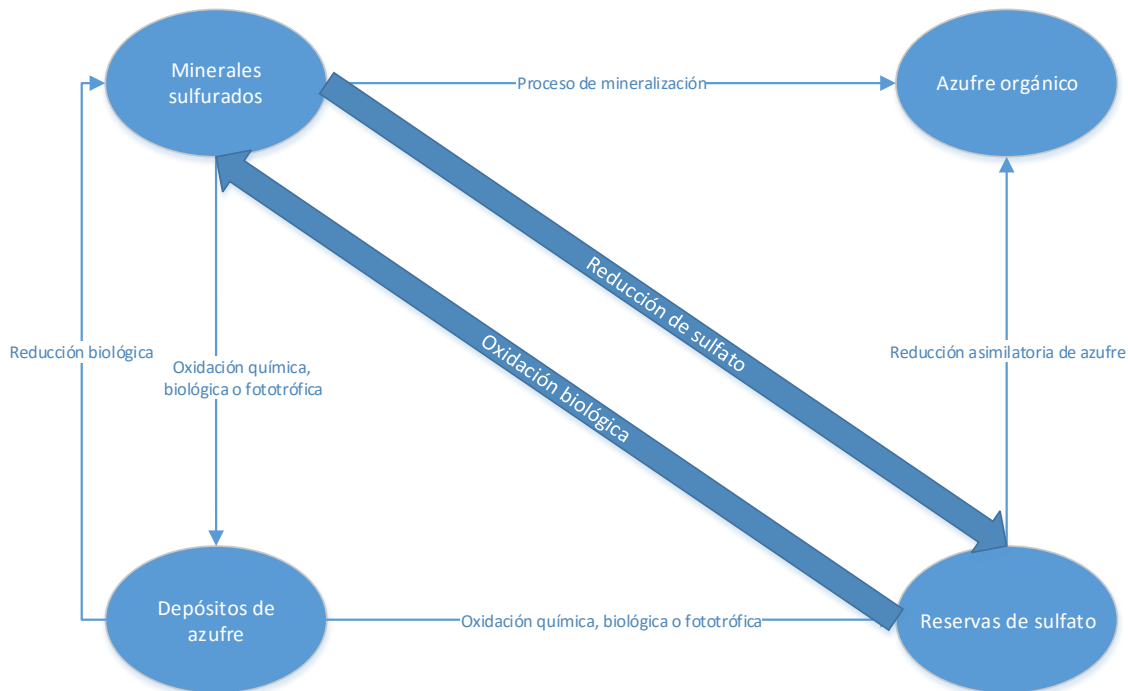 Minerales
sulfurados
Proceso de mineralización
Azufre orgánico
Reducción de sulfato
Oxidación biológica
Reducción biológica
Oxidación química,
biológica o fototrófica
Reducción asimilatoria de azufre
Depósitos de
azufre
Oxidación química, biológica o fototrófica
Reservas de sulfato